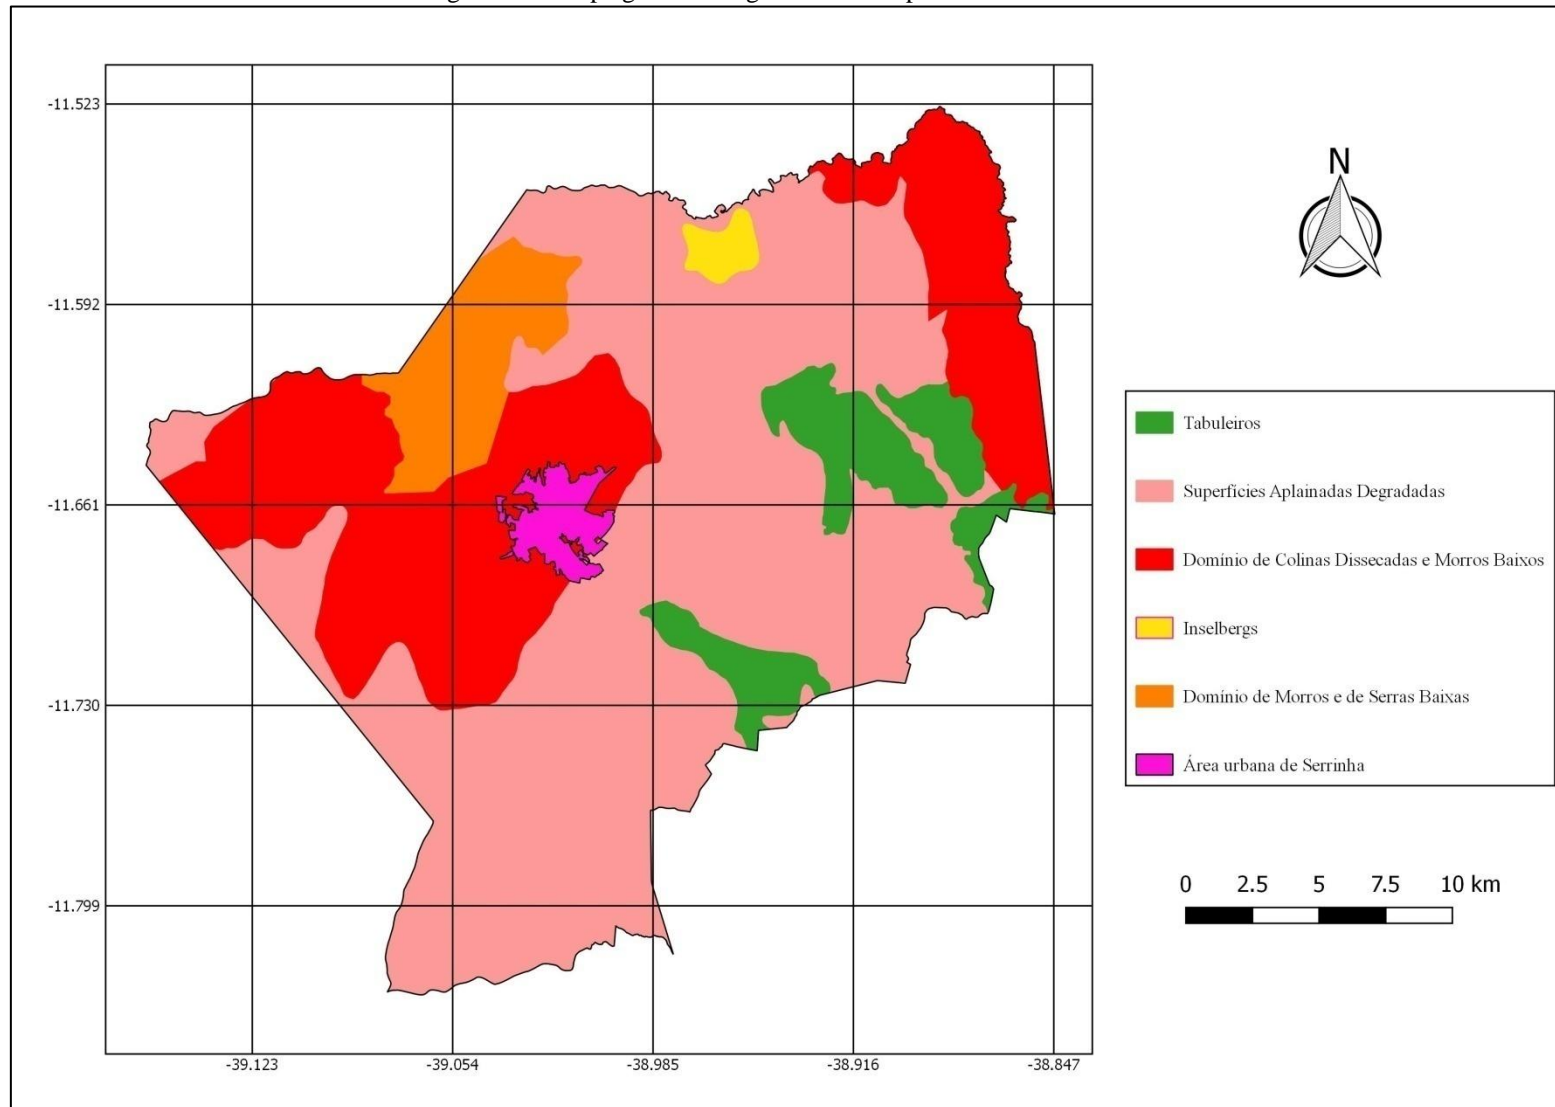 -11.523
-11.592
-11.661
-11.730
-11.799
-39.123
-39.054
-38.985
-38.916
-38.847
N
Tabuleiros
Superfícies Aplainadas Degradadas
Domínio de Colinas Dissecadas e Morros Baixos
Inselbergs
Domínio de Morros e de Serras Baixas
Área urbana de Serrinha
0 2.5 5 7.5 10 km